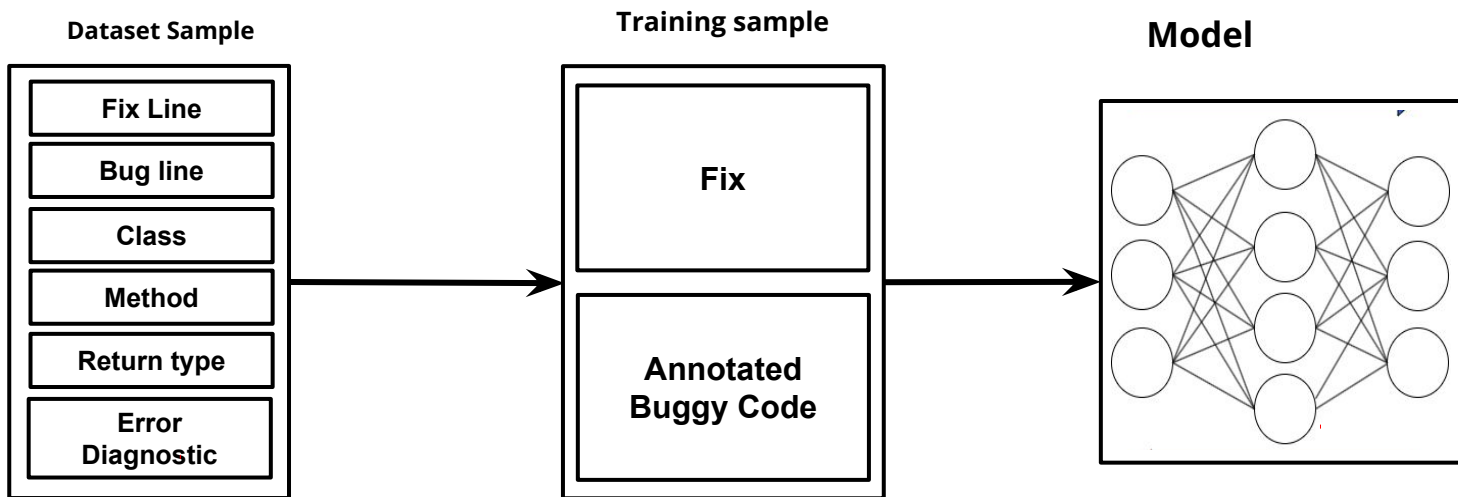 Dataset Sample
Fix Line
Bug line
Class
Method
Return type
Error
Diagnostic
Training sample
Fix
Annotated
Buggy Code
Model